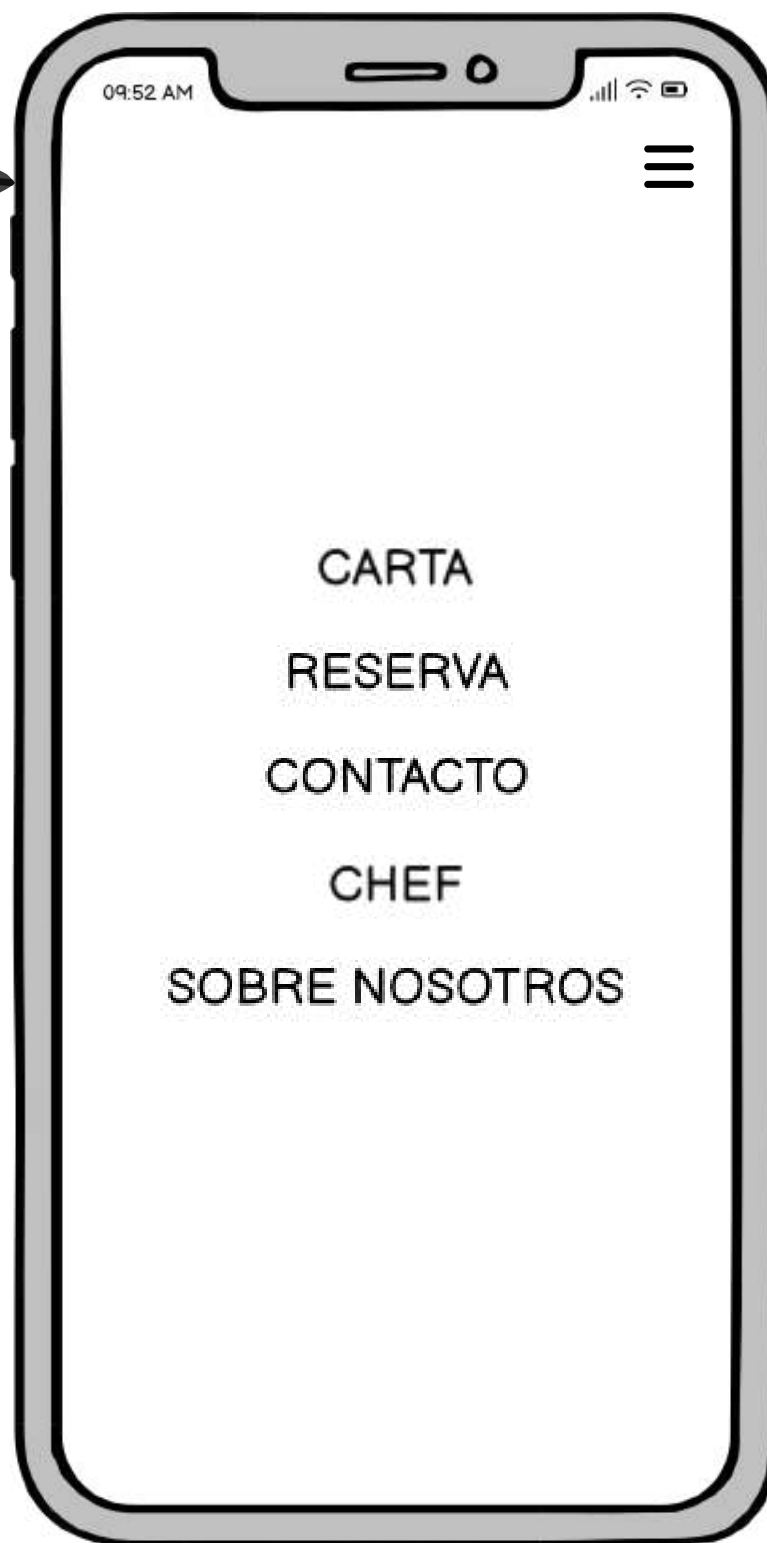 09:52 AM
CARTA
RESERVA
CONTACTO
CHEF
SOBRE NOSOTROS